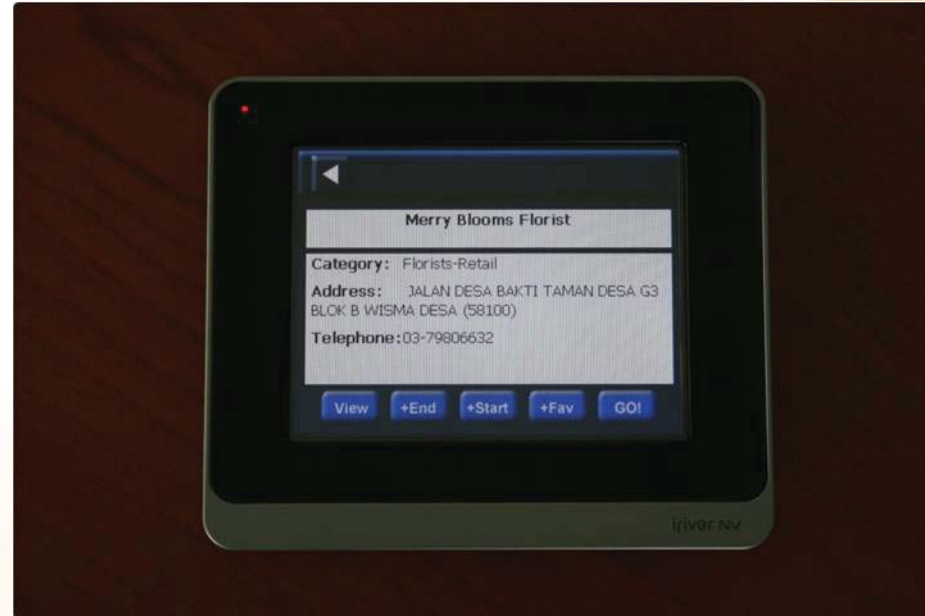 Merry Blooms Florist
Category: Florists-Retail
Address: JALAN DESA BAKTI TAMAN DESA G3
BLOK B WISMA DESA (58100)
Telephone:03-79806632
View +End +Start +Fav GO!
iriver NV